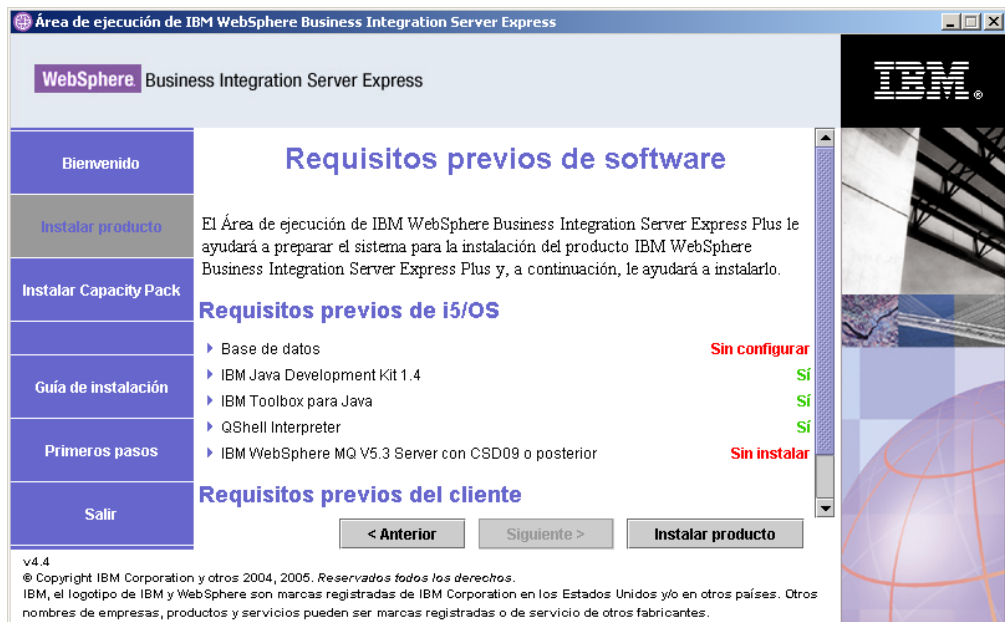 Área de ejecución de IBM WebSphere Business Integration Server Express
WebSphere. Business Integration Server Express
IBM®
Bienvenido
Instalar producto
Instalar Capacity Pack
Guía de instalación
Primeros pasos
Salir
Requisitos previos de software
El Área de ejecución de IBM WebSphere Business Integration Server Express Plus le
ayudará a preparar el sistema para la instalación del producto IBM WebSphere
Business Integration Server Express Plus y, a continuación, le ayudará a instalarlo.
Requisitos previos de i5/OS
Base de datos Sin configurar
IBM Java Development Kit 1.4 Sí
IBM Toolbox para Java Sí
QShell Interpreter Sí
IBM WebSphere MQ V5.3 Server con CSD09 o posterior Sin instalar
Requisitos previos del cliente
< Anterior Siguiente > Instalar producto
v4.4
© Copyright IBM Corporation y otros 2004, 2005. Reservados todos los derechos.
IBM, el logotipo de IBM y WebSphere son marcas registradas de IBM Corporation en los Estados Unidos y/o en otros países. Otros
nombres de empresas, productos y servicios pueden ser marcas registradas o de servicio de otros fabricantes.